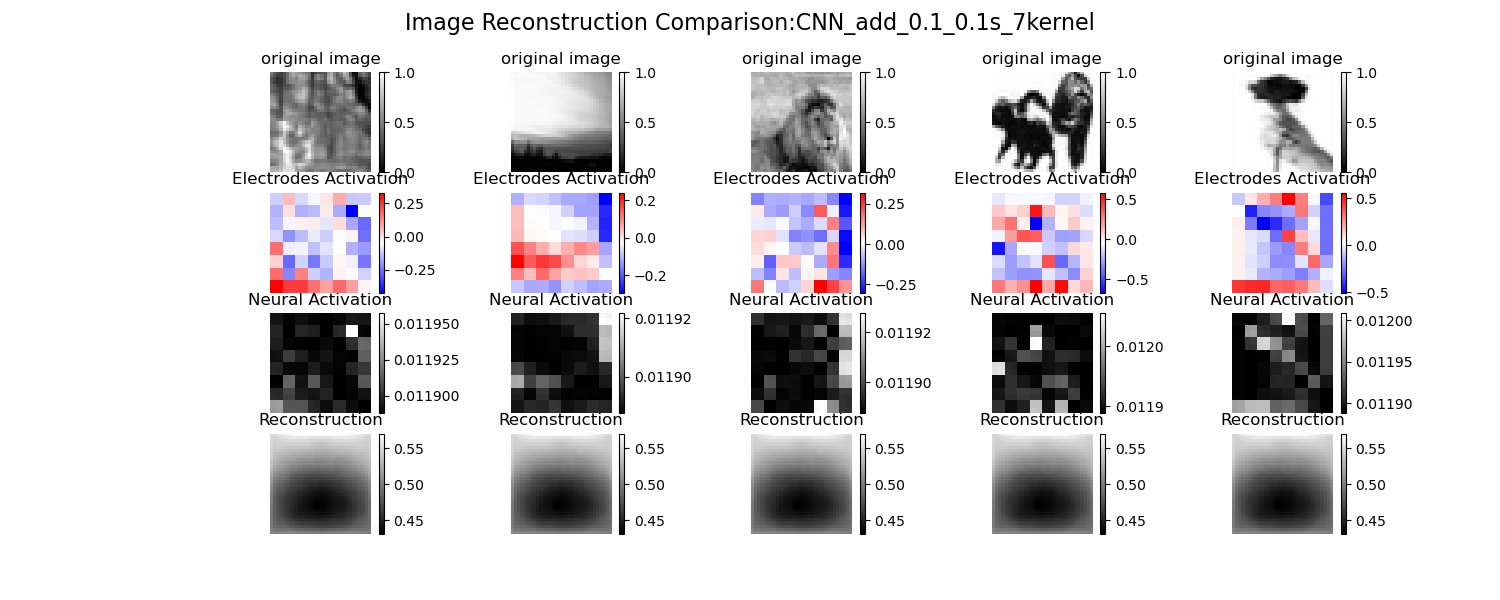 Image Reconstruction Comparison:CNN_add_0.1_0.1s_7kernel
original image original image original image original image original image
1.0 1.0 1.0 1.0 1.0
0.5 0.5 0.5 0.5 0.5
0.0 0.0 0.0 0.0 0.0
Electrodes Activation Electrodes Activation Electrodes Activation Electrodes Activation Electrodes Activation
0.25 0.2 0.25 0.5 0.5
0.00 0.0 0.00 0.0 0.0
−0.25 −0.2 −0.25 −0.5 −0.5
Neural Activation Neural Activation Neural Activation Neural Activation Neural Activation
0.011950 0.01192 0.01192 0.0120 0.01200
0.011925 0.01195
0.011900 0.01190 0.01190 0.0119 0.01190
Reconstruction Reconstruction Reconstruction Reconstruction Reconstruction
0.55 0.55 0.55 0.55 0.55
0.50 0.50 0.50 0.50 0.50
0.45 0.45 0.45 0.45 0.45